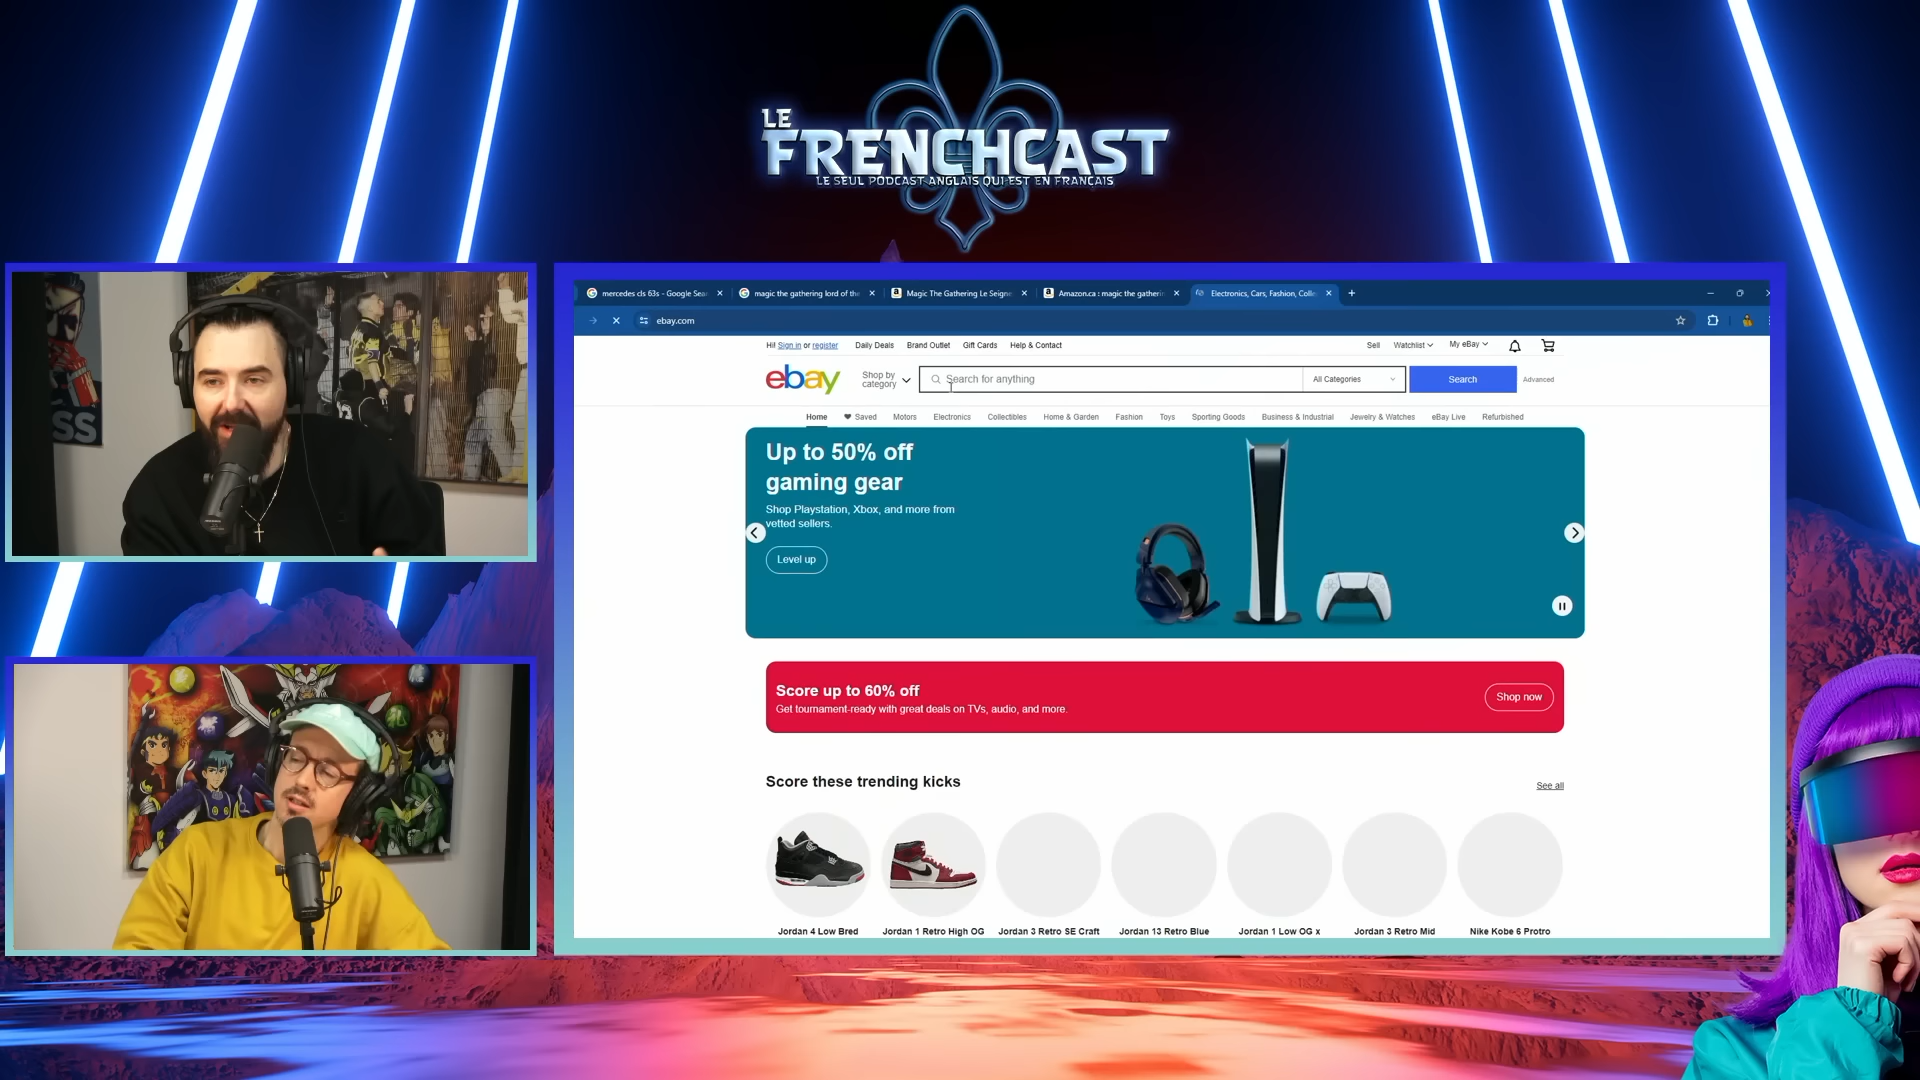 LE
FRENCHCAST
LE SEUL PODCAST ANGLAIS QUI EST EN FRANÇAIS
SS
mercedes cls 63s - Google Sear
magic the gathering lord of the
Magic The Gathering Le Seigne
Amazon.ca : magic the gatheri
Electronics, Cars, Fashion, Colle
ebay.com
Hi! Sign in or register
Daily Deals
Brand Outlet
Gift Cards
Help & Contact
Sell
Watchlist
My eBay
ebay
Shop by
category
Search for anything
All Categories
Search
Advanced
Home
Saved
Motors
Electronics
Collectibles
Home & Garden
Fashion
Toys
Sporting Goods
Business & Industrial
Jewelry & Watches
eBay Live
Refurbished
Up to 50% off
gaming gear
Shop Playstation, Xbox, and more from
vetted sellers.
Level up
Score up to 60% off
Get tournament-ready with great deals on TVs, audio, and more.
Shop now
Score these trending kicks
See all
Jordan 4 Low Bred
Jordan 1 Retro High OG
Jordan 3 Retro SE Craft
Jordan 13 Retro Blue
Jordan 1 Low OG x
Jordan 3 Retro Mid
Nike Kobe 6 Protro